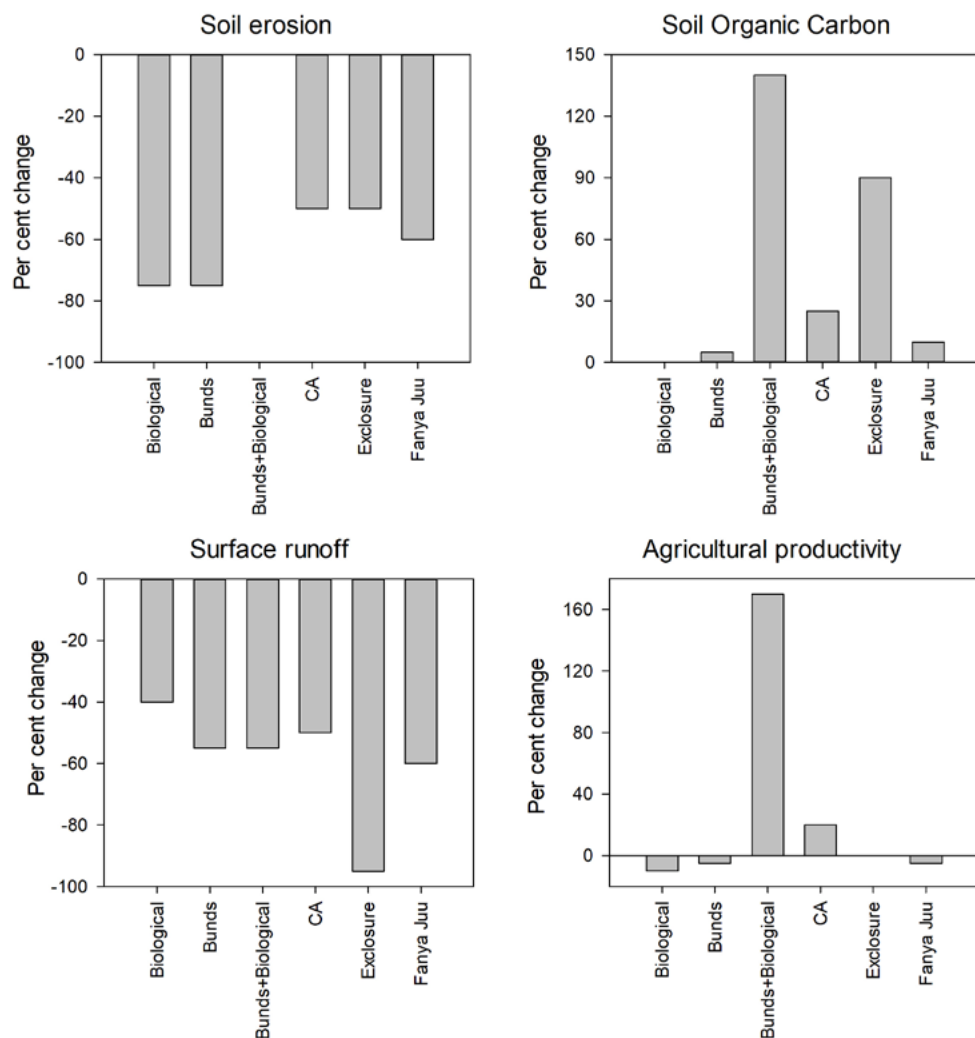 Soil erosion
Per cent change
0
-20
-40
-60
-80
-100
Biological
Bunds
Bunds+Biological
CA
Exclosure
Fanya Juu
Soil Organic Carbon
Per cent change
150
120
90
60
30
0
Biological
Bunds
Bunds+Biological
CA
Exclosure
Fanya Juu
Surface runoff
Per cent change
0
-20
-40
-60
-80
-100
Biological
Bunds
Bunds+Biological
CA
Exclosure
Fanya Juu
Agricultural productivity
Per cent change
160
120
80
40
0
Biological
Bunds
Bunds+Biological
CA
Exclosure
Fanya Juu